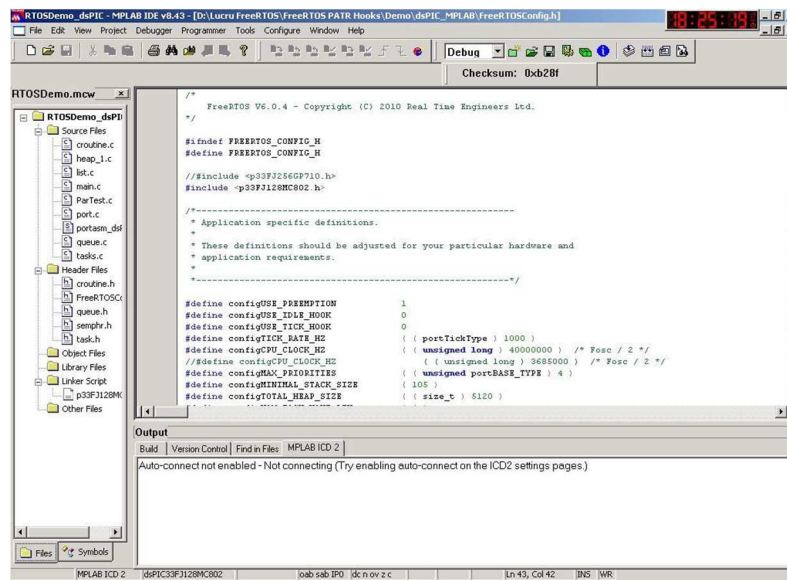 RTOSDemo_dsPIC - MPLAB IDE v8.43 - [D:\Lucru FreeRTOS\FreeRTOS PATR Hooks\Demo\dsPIC_MPLAB\FreeRTOSConfig.h]
18:25:19
File Edit View Project Debugger Programmer Tools Configure Window Help
Debug
Checksum: 0xb28f
RTOSDemo.mcw
RTOSDemo_dsPI
Source Files
croutine.c
heap_1.c
list.c
main.c
ParTest.c
port.c
portasm_dsF
queue.c
tasks.c
Header Files
croutine.h
FreeRTOSCo
queue.h
semphr.h
task.h
Object Files
Library Files
Linker Script
p33FJ128MC
Other Files
Files Symbols
/*
FreeRTOS V6.0.4 - Copyright (C) 2010 Real Time Engineers Ltd.
*/
#ifndef FREERTOS_CONFIG_H
#define FREERTOS_CONFIG_H
//#include <p33FJ256GP710.h>
#include <p33FJ128MC802.h>
/*-----------------------------------------------------------
* Application specific definitions.
*
* These definitions should be adjusted for your particular hardware and
* application requirements.
*
*----------------------------------------------------------*/
#define configUSE_PREEMPTION 1
#define configUSE_IDLE_HOOK 0
#define configUSE_TICK_HOOK 0
#define configTICK_RATE_HZ ( ( portTickType ) 1000 )
#define configCPU_CLOCK_HZ ( ( unsigned long ) 40000000 ) /* Fosc / 2 */
//#define configCPU_CLOCK_HZ ( ( unsigned long ) 3685000 ) /* Fosc / 2 */
#define configMAX_PRIORITIES ( ( unsigned portBASE_TYPE ) 4 )
#define configMINIMAL_STACK_SIZE ( 105 )
#define configTOTAL_HEAP_SIZE ( ( size_t ) 5120 )
Output
Build Version Control Find in Files MPLAB ICD 2
Auto-connect not enabled - Not connecting (Try enabling auto-connect on the ICD2 settings pages.)
MPLAB ICD 2 dsPIC33FJ128MC802 oab sab IP0 dc n ov z c Ln 43, Col 42 INS WR